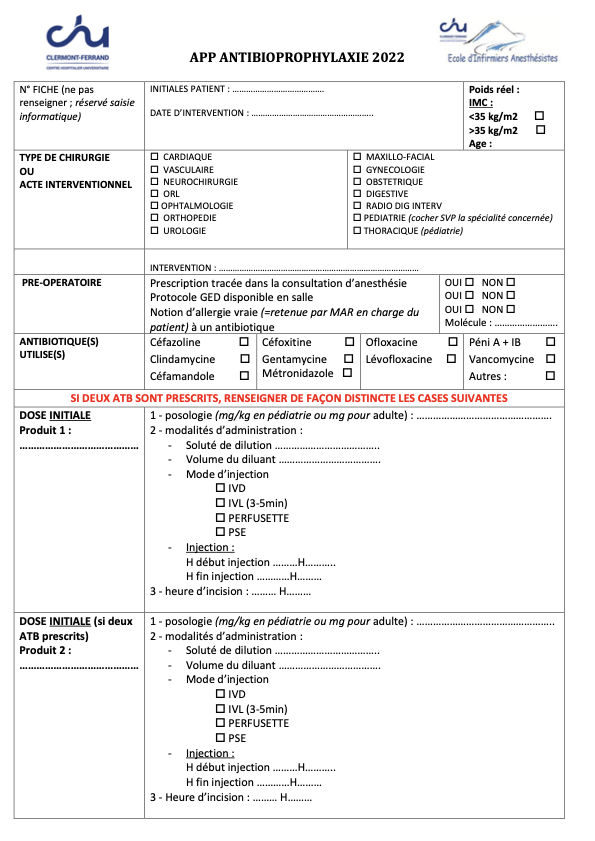 chu
CLERMONT-FERRAND
CENTRE HOSPITALIER UNIVERSITAIRE
chu
Ecole d'Infirmiers Anesthésistes
APP ANTIBIOPROPHYLAXIE 2022
N° FICHE (ne pas
renseigner ; réservé saisie
informatique)
INITIALES PATIENT : ………………………………
DATE D'INTERVENTION : ………………………………………
Poids réel :
IMC :
<35 kg/m2 ☐
>35 kg/m2 ☐
Age :
TYPE DE CHIRURGIE
OU
ACTE INTERVENTIONNEL
☐ CARDIAQUE
☐ VASCULAIRE
☐ NEUROCHIRURGIE
☐ ORL
☐ OPHTALMOLOGIE
☐ ORTHOPEDIE
☐ UROLOGIE
☐ MAXILLO-FACIAL
☐ GYNECOLOGIE
☐ OBSTETRIQUE
☐ DIGESTIVE
☐ RADIO DIG INTERV
☐ PEDIATRIE (cocher SVP la spécialité concernée)
☐ THORACIQUE (pédiatrie)
INTERVENTION : ……………………………………………………………………
PRE-OPERATOIRE
Prescription tracée dans la consultation d'anesthésie
Protocole GED disponible en salle
Notion d'allergie vraie (=retenue par MAR en charge du
patient) à un antibiotique
OUI ☐ NON ☐
OUI ☐ NON ☐
OUI ☐ NON ☐
Molécule : …………………….
ANTIBIOTIQUE(S)
UTILISE(S)
Céfazoline ☐
Clindamycine ☐
Céfamandole ☐
Céfoxitine ☐
Gentamycine ☐
Métronidazole ☐
Ofloxacine ☐
Lévofloxacine ☐
Péni A + IB ☐
Vancomycine ☐
Autres : ☐
SI DEUX ATB SONT PRESCRITS, RENSEIGNER DE FAÇON DISTINCTE LES CASES SUIVANTES
DOSE INITIALE
Produit 1 :
……………………………………
1 - posologie (mg/kg en pédiatrie ou mg pour adulte) : ……………………………………….
2 - modalités d'administration :
- Soluté de dilution ………………………………..
- Volume du diluant ……………………………….
- Mode d'injection
☐ IVD
☐ IVL (3-5min)
☐ PERFUSETTE
☐ PSE
- Injection :
H début injection ………H………..
H fin injection …………H………
3 - heure d'incision : ……… H………
DOSE INITIALE (si deux
ATB prescrits)
Produit 2 :
……………………………………
1 - posologie (mg/kg en pédiatrie ou mg pour adulte) : ………………………………………..
2 - modalités d'administration :
- Soluté de dilution ………………………………..
- Volume du diluant ……………………………….
- Mode d'injection
☐ IVD
☐ IVL (3-5min)
☐ PERFUSETTE
☐ PSE
- Injection :
H début injection ………H………..
H fin injection …………H………
3 - Heure d'incision : ……… H………